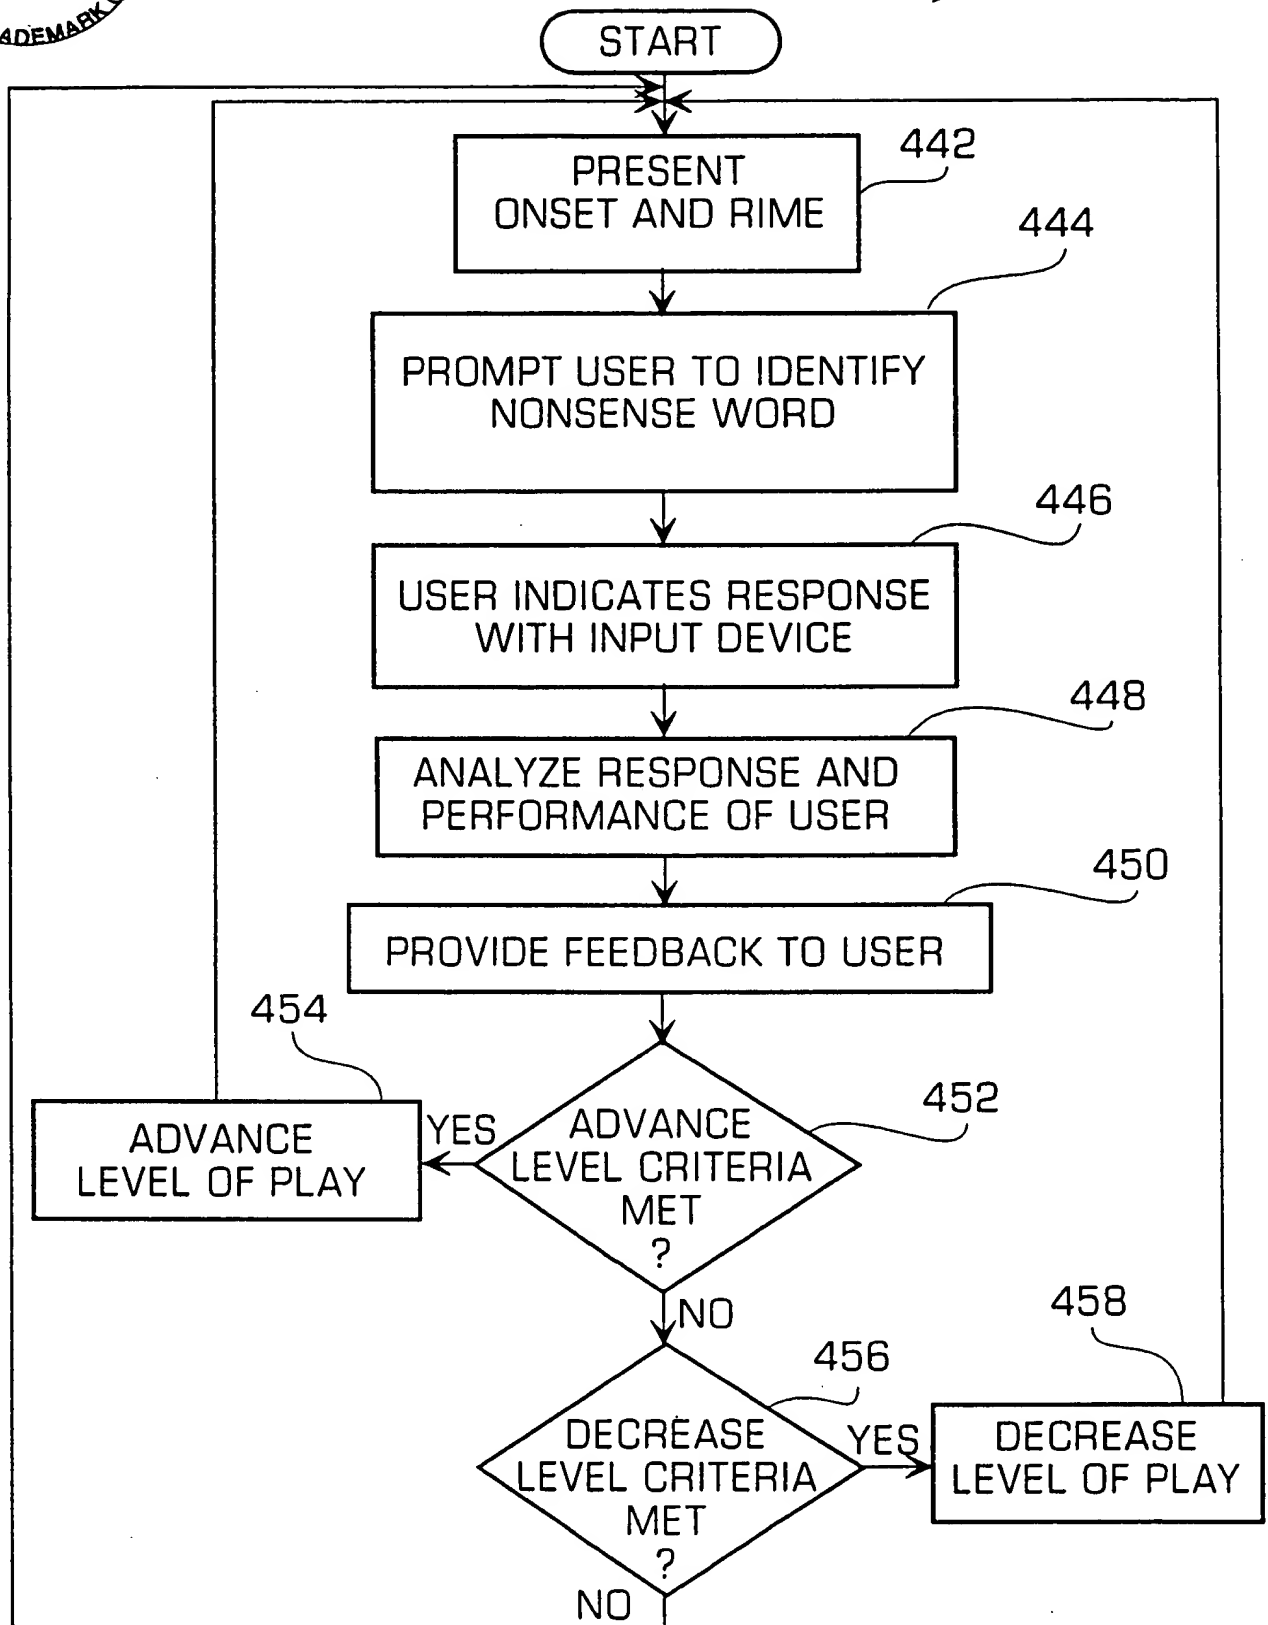 START
442
PRESENT
ONSET AND RIME
444
PROMPT USER TO IDENTIFY
NONSENSE WORD
446
USER INDICATES RESPONSE
WITH INPUT DEVICE
448
ANALYZE RESPONSE AND
PERFORMANCE OF USER
450
PROVIDE FEEDBACK TO USER
454
452
ADVANCE
LEVEL OF PLAY
YES
ADVANCE
LEVEL CRITERIA
MET
?
NO
458
456
DECREASE
LEVEL CRITERIA
MET
?
YES
DECREASE
LEVEL OF PLAY
NO